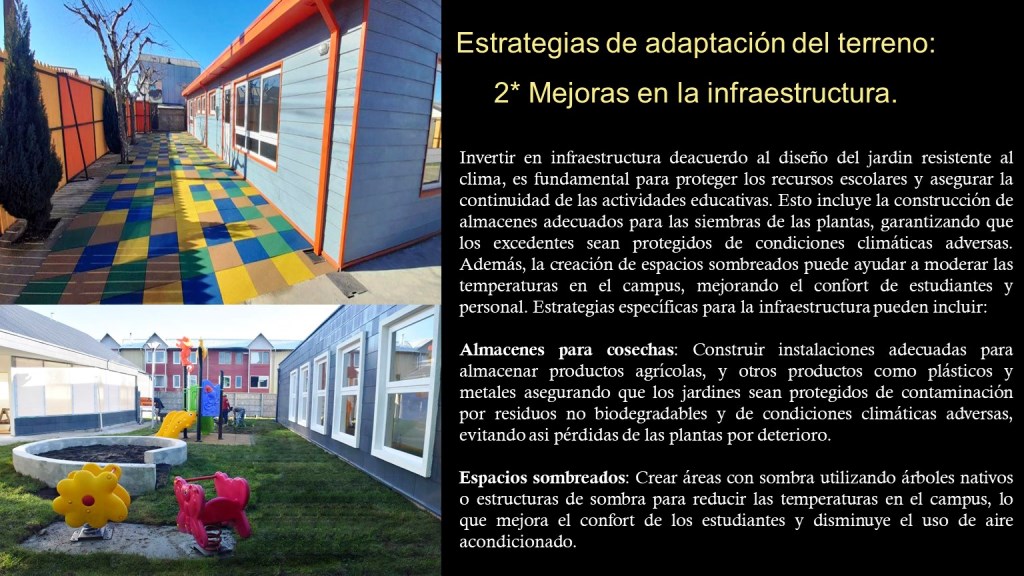 Estrategias de adaptación del terreno:
2* Mejoras en la infraestructura.
Invertir en infraestructura deacuerdo al diseño del jardin resistente al
clima, es fundamental para proteger los recursos escolares y asegurar la
continuidad de las actividades educativas. Esto incluye la construcción de
almacenes adecuados para las siembras de las plantas, garantizando que
los excedentes sean protegidos de condiciones climáticas adversas.
Además, la creación de espacios sombreados puede ayudar a moderar las
temperaturas en el campus, mejorando el confort de estudiantes y
personal. Estrategias específicas para la infraestructura pueden incluir:
Almacenes para cosechas: Construir instalaciones adecuadas para
almacenar productos agrícolas, y otros productos como plásticos y
metales asegurando que los jardines sean protegidos de contaminación
por residuos no biodegradables y de condiciones climáticas adversas,
evitando asi pérdidas de las plantas por deterioro.
Espacios sombreados: Crear áreas con sombra utilizando árboles nativos
o estructuras de sombra para reducir las temperaturas en el campus, lo
que mejora el confort de los estudiantes y disminuye el uso de aire
acondicionado.